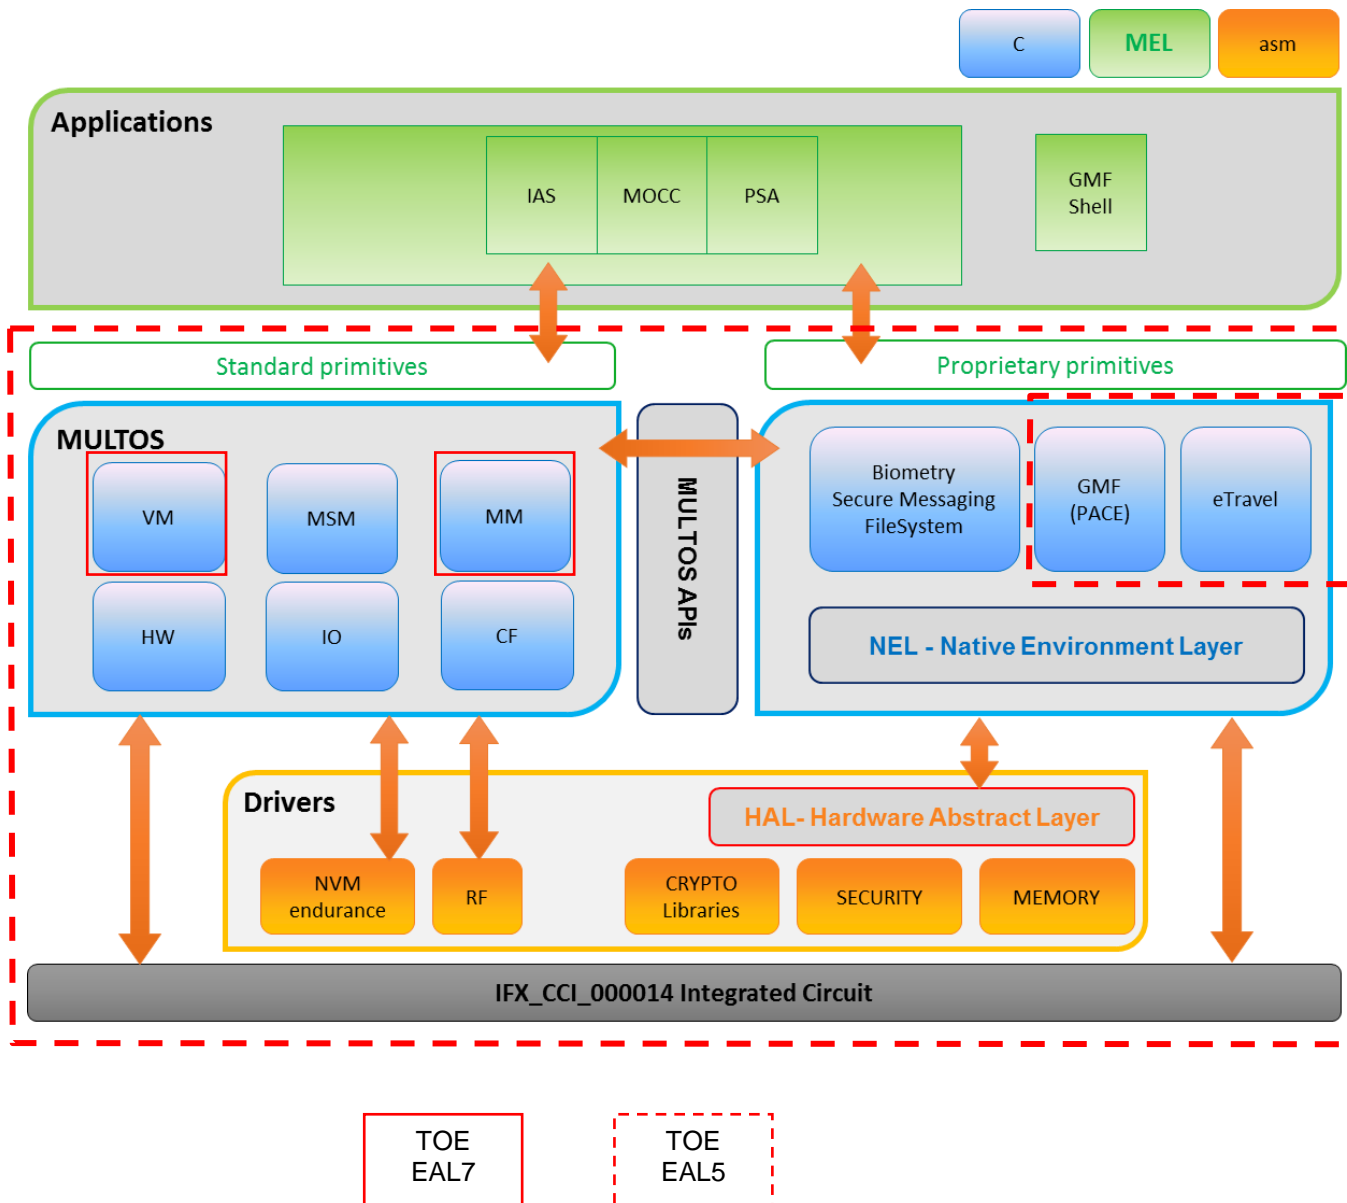 C
MEL
asm
Applications
IAS
MOCC
PSA
GMF
Shell
Standard primitives
Proprietary primitives
MULTOS
VM
MSM
MM
HW
IO
CF
MULTOS APIs
Biometry
Secure Messaging
FileSystem
GMF
(PACE)
eTravel
NEL - Native Environment Layer
Drivers
HAL- Hardware Abstract Layer
NVM
endurance
RF
CRYPTO
Libraries
SECURITY
MEMORY
IFX_CCI_000014 Integrated Circuit
TOE
EAL7
TOE
EAL5